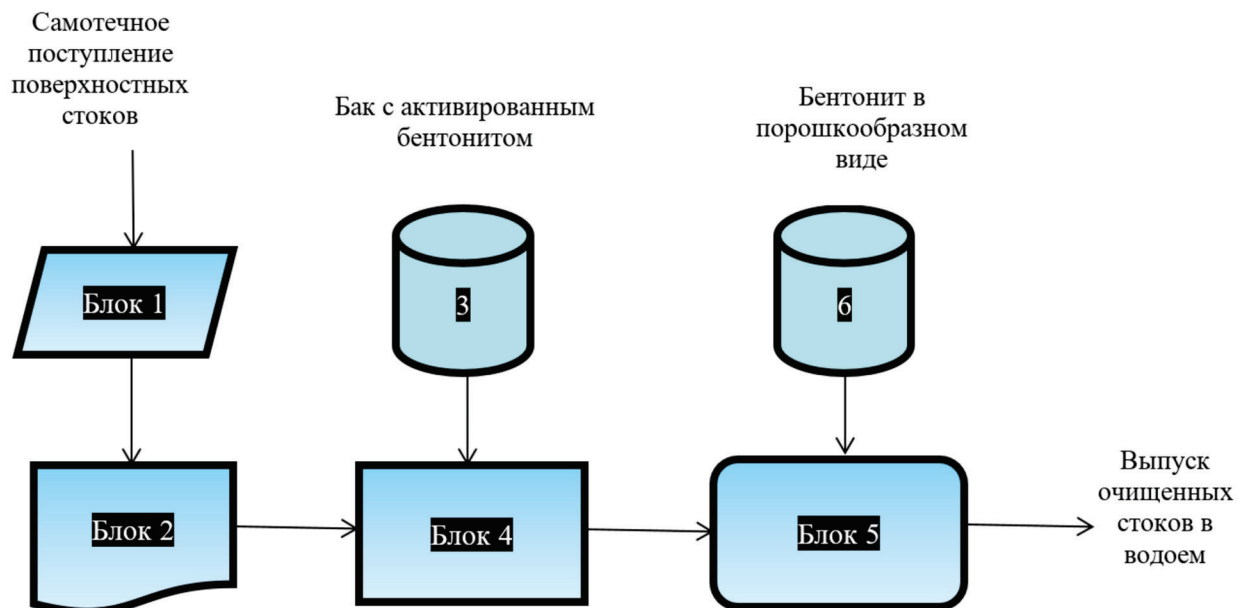 Самотечное
поступление
поверхностных
стоков
Бак с активированным
бентонитом
Бентонит в
порошкообразном
виде
Блок 1
3
6
Блок 2
Блок 4
Блок 5
Выпуск
очищенных
стоков в
водоем